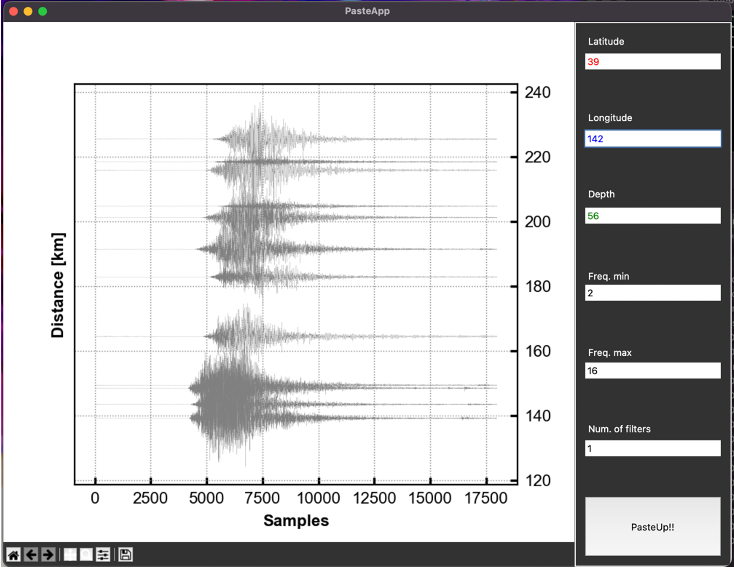 PasteApp
Latitude
39
Longitude
142
Depth
56
Freq. min
2
Freq. max
16
Num. of filters
1
PasteUp!!
Distance [km]
240
220
200
180
160
140
120
0 2500 5000 7500 10000 12500 15000 17500
Samples